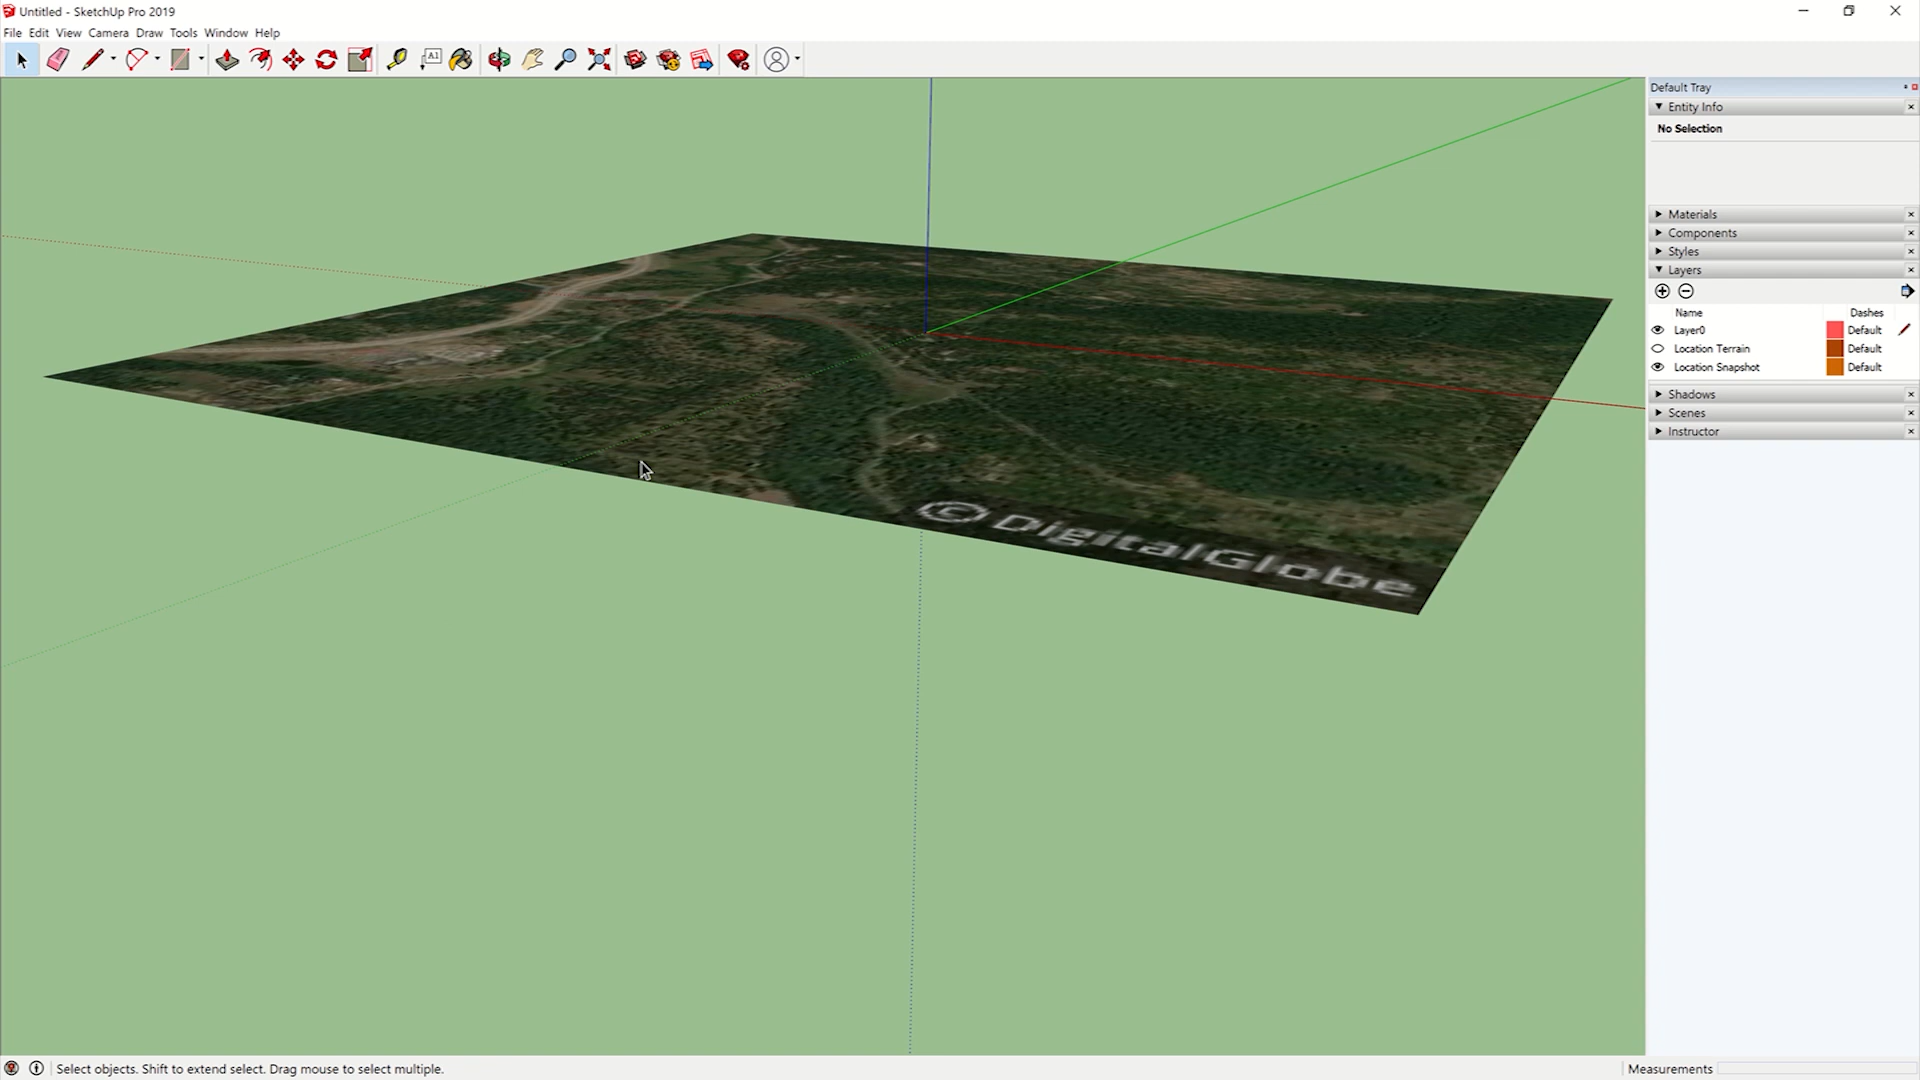 Untitled - SketchUp Pro 2019
File Edit View Camera Draw Tools Window Help
A1
Default Tray
Entity Info
No Selection
Materials
Components
Styles
Layers
Name Dashes
Layer0 Default
Location Terrain Default
Location Snapshot Default
Shadows
Scenes
Instructor
© DigitalGlobe
Select objects. Shift to extend select. Drag mouse to select multiple.
Measurements